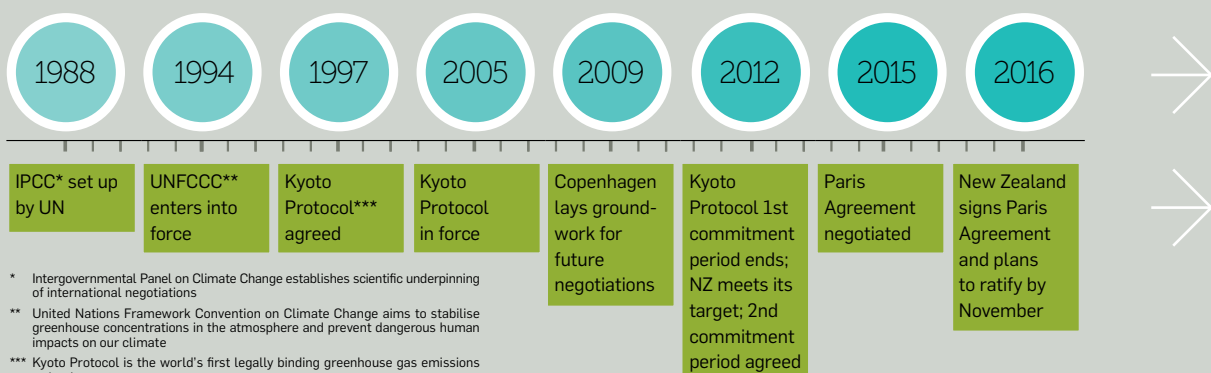 1988
1994
1997
2005
2009
2012
2015
2016
IPCC* set up
by UN
UNFCCC**
enters into
force
Kyoto
Protocol***
agreed
Kyoto
Protocol
in force
Copenhagen
lays ground-
work for
future
negotiations
Kyoto
Protocol 1st
commitment
period ends;
NZ meets its
target; 2nd
commitment
period agreed
Paris
Agreement
negotiated
New Zealand
signs Paris
Agreement
and plans
to ratify by
November
* Intergovernmental Panel on Climate Change establishes scientific underpinning
of international negotiations
** United Nations Framework Convention on Climate Change aims to stabilise
greenhouse concentrations in the atmosphere and prevent dangerous human
impacts on our climate
*** Kyoto Protocol is the world's first legally binding greenhouse gas emissions